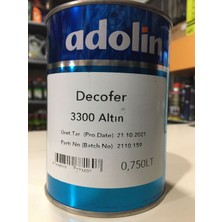 adolin
Decofer
3300 Altın
Üret.Tar. (Pro.Date) 21.10.2021
Parti No (Batch No) 2110.159
0,750LT